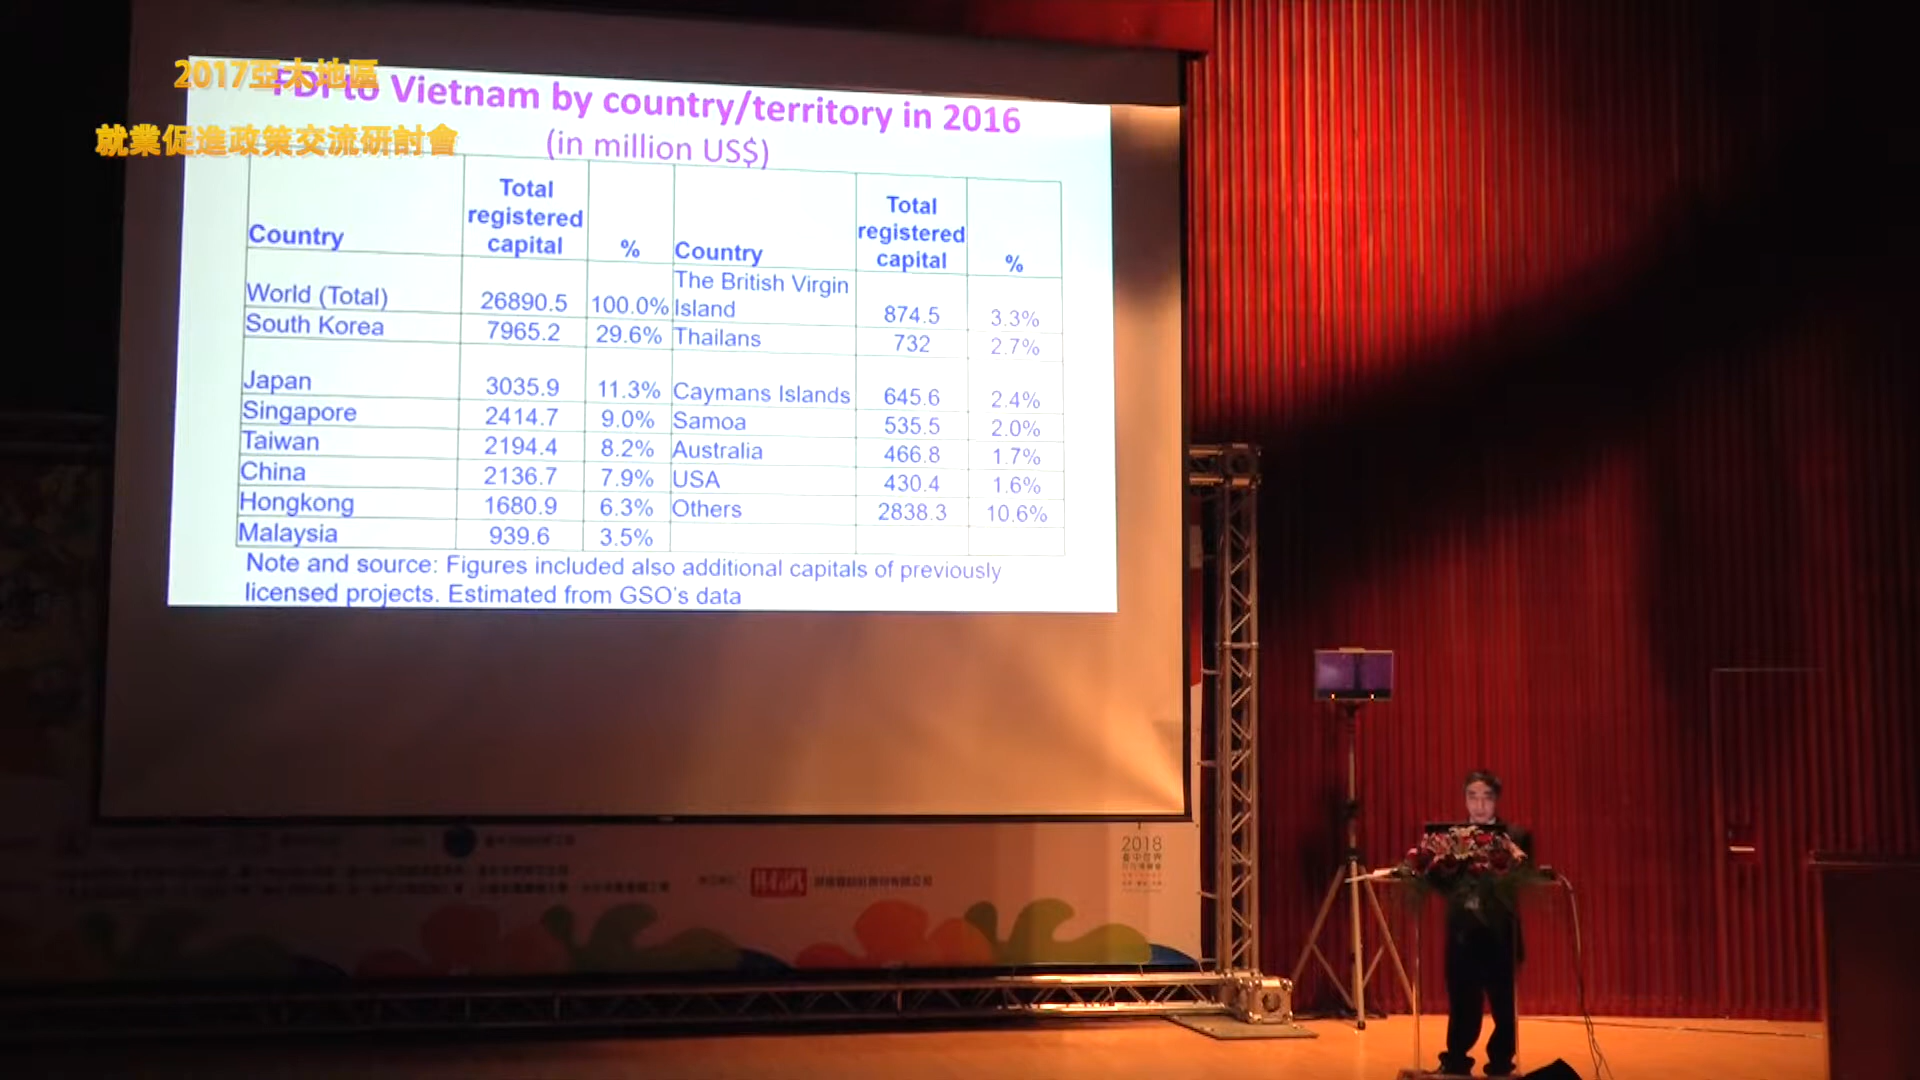 2017亞太地區
就業促進政策交流研討會
FDI to Vietnam by country/territory in 2016
(in million US$)
Country Total registered capital % Country Total registered capital %
World (Total) 26890.5 100.0% The British Virgin Island 874.5 3.3%
South Korea 7965.2 29.6% Thailans 732 2.7%
Japan 3035.9 11.3% Caymans Islands 645.6 2.4%
Singapore 2414.7 9.0% Samoa 535.5 2.0%
Taiwan 2194.4 8.2% Australia 466.8 1.7%
China 2136.7 7.9% USA 430.4 1.6%
Hongkong 1680.9 6.3% Others 2838.3 10.6%
Malaysia 939.6 3.5%
Note and source: Figures included also additional capitals of previously
licensed projects. Estimated from GSO's data
2018